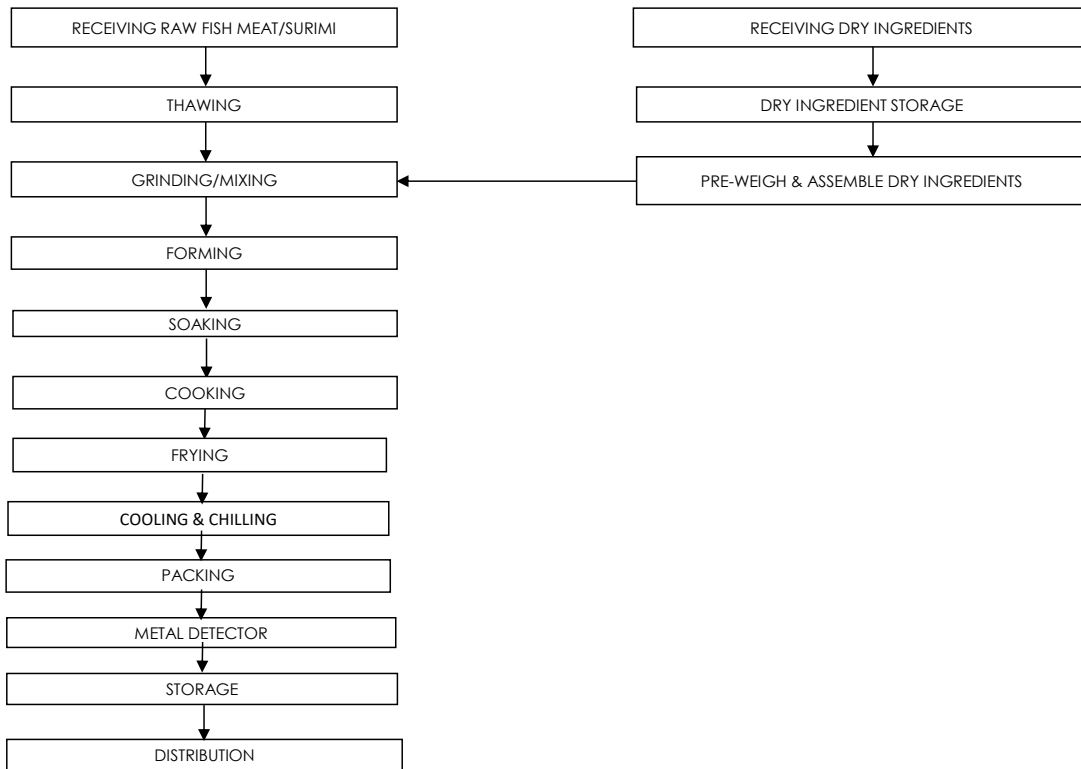 RECEIVING RAW FISH MEAT/SURIMI
RECEIVING DRY INGREDIENTS
THAWING
DRY INGREDIENT STORAGE
GRINDING/MIXING
PRE-WEIGH & ASSEMBLE DRY INGREDIENTS
FORMING
SOAKING
COOKING
FRYING
COOLING & CHILLING
PACKING
METAL DETECTOR
STORAGE
DISTRIBUTION